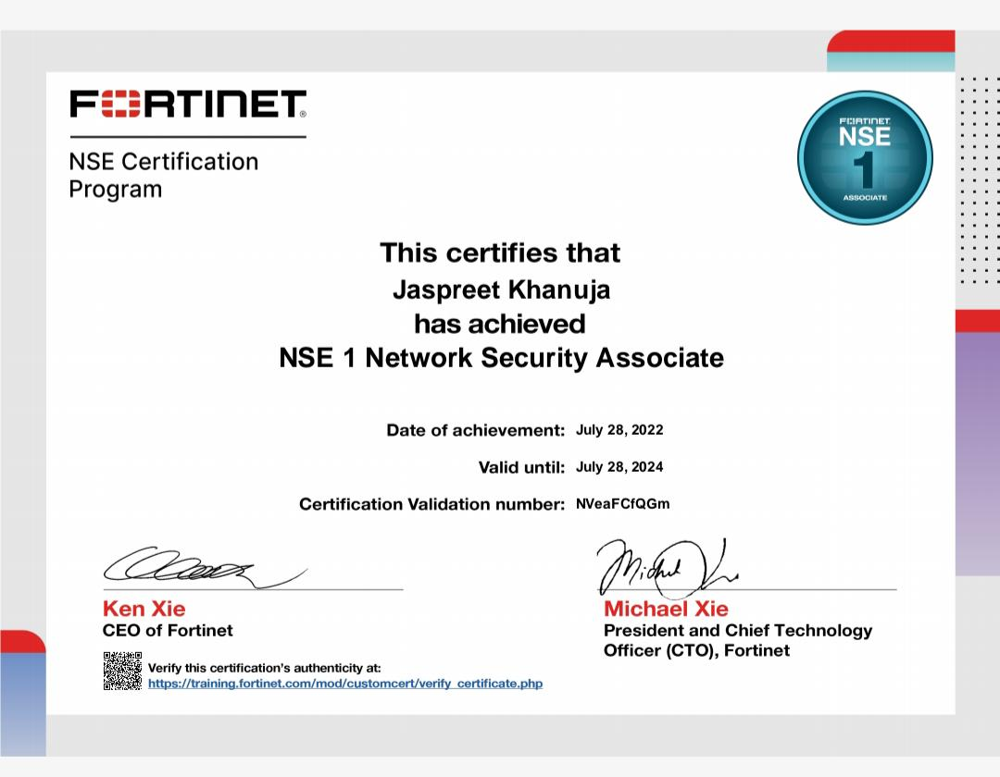 FORTINET®
NSE Certification
Program
FORTINET
NSE
1
ASSOCIATE
This certifies that
Jaspreet Khanuja
has achieved
NSE 1 Network Security Associate
Date of achievement: July 28, 2022
Valid until: July 28, 2024
Certification Validation number: NVeaFCfQGm
Ken Xie
CEO of Fortinet
Michael Xie
President and Chief Technology
Officer (CTO), Fortinet
Verify this certification's authenticity at:
https://training.fortinet.com/mod/customcert/verify_certificate.php